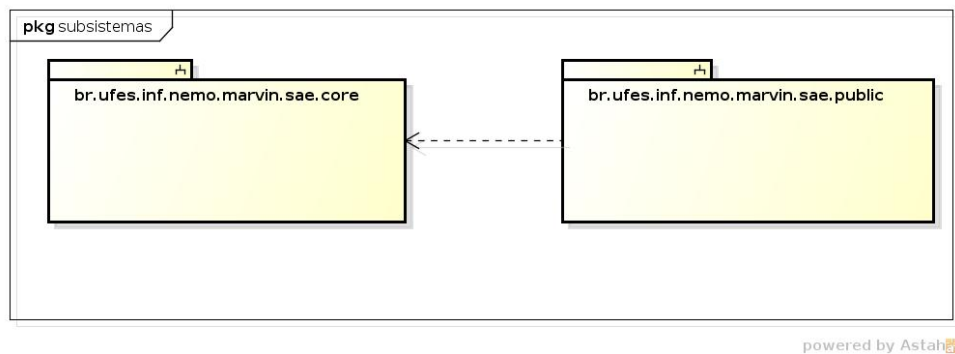 pkg subsistemas
br.ufes.inf.nemo.marvin.sae.core
br.ufes.inf.nemo.marvin.sae.public
powered by Astah